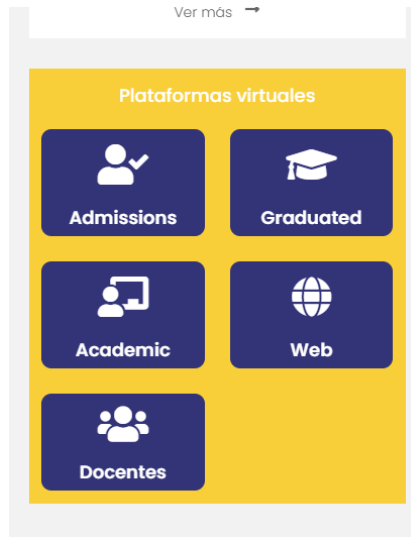 Ver más →
Plataformas virtuales
Admissions
Graduated
Academic
Web
Docentes